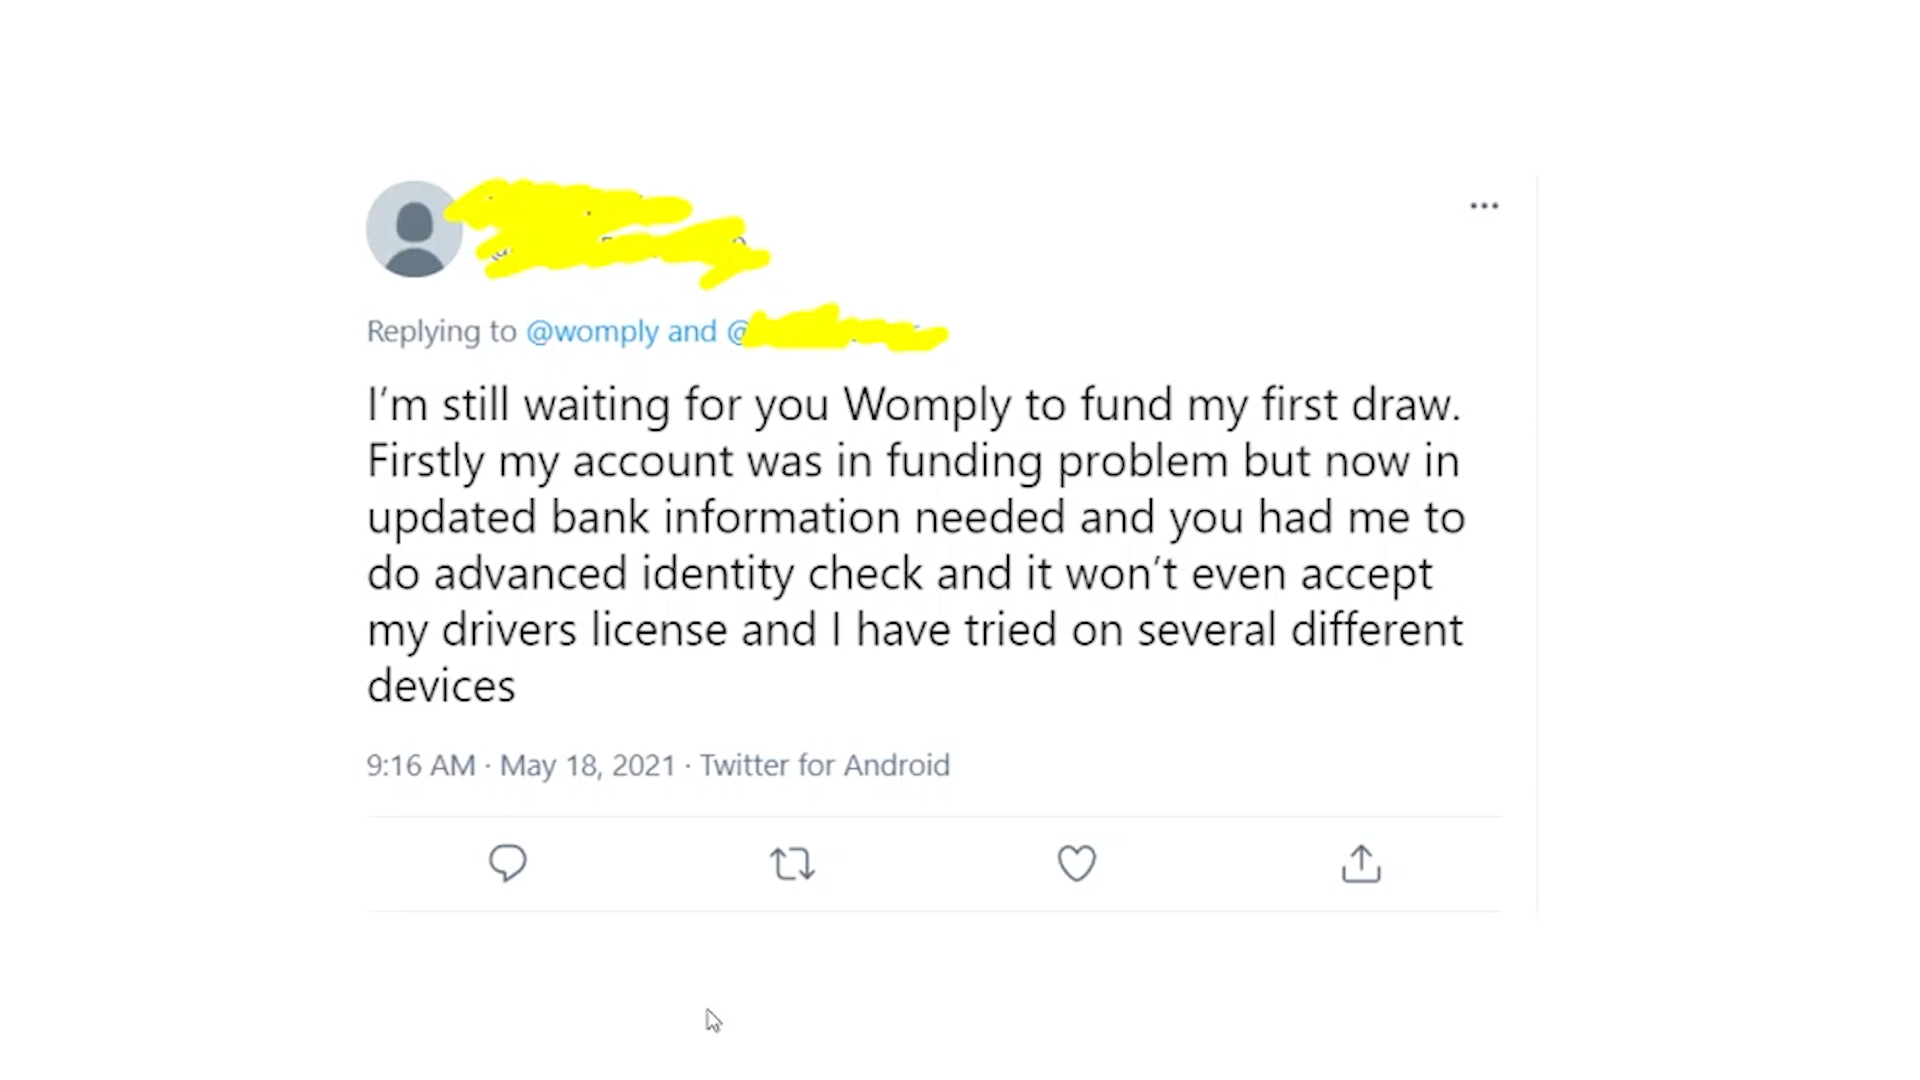 Replying to @womply and @
I’m still waiting for you Womply to fund my first draw.
Firstly my account was in funding problem but now in
updated bank information needed and you had me to
do advanced identity check and it won’t even accept
my drivers license and I have tried on several different
devices
9:16 AM · May 18, 2021 · Twitter for Android